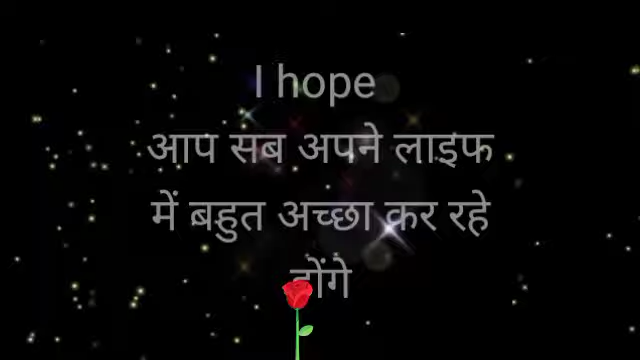 I hope
आप सब अपने लाइफ
में बहुत अच्छा कर रहे
होंगे